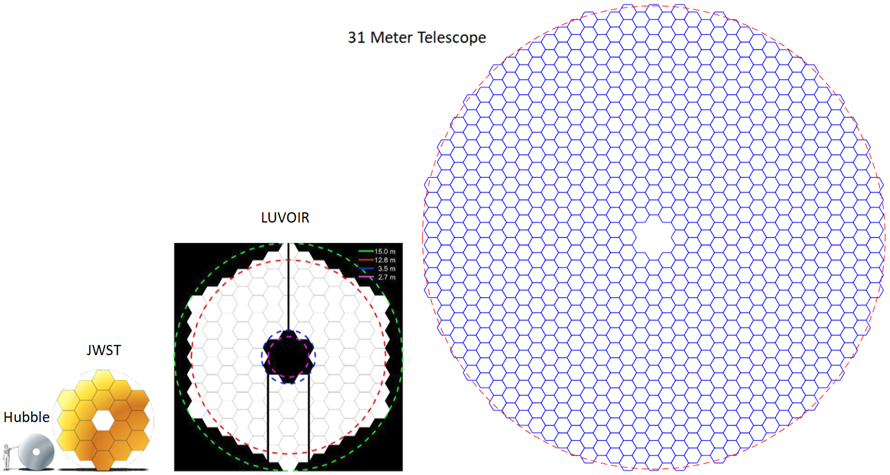 31 Meter Telescope
LUVOIR
15.0 m
12.8 m
3.5 m
2.7 m
JWST
Hubble